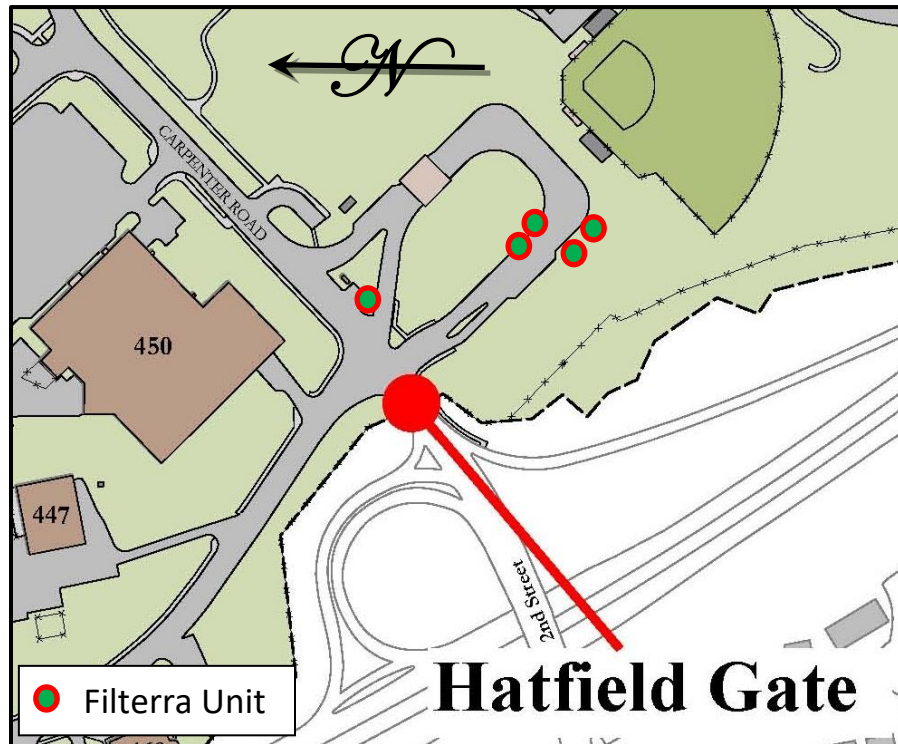 N
CARPENTER ROAD
450
447
2nd Street
Filterra Unit
Hatfield Gate